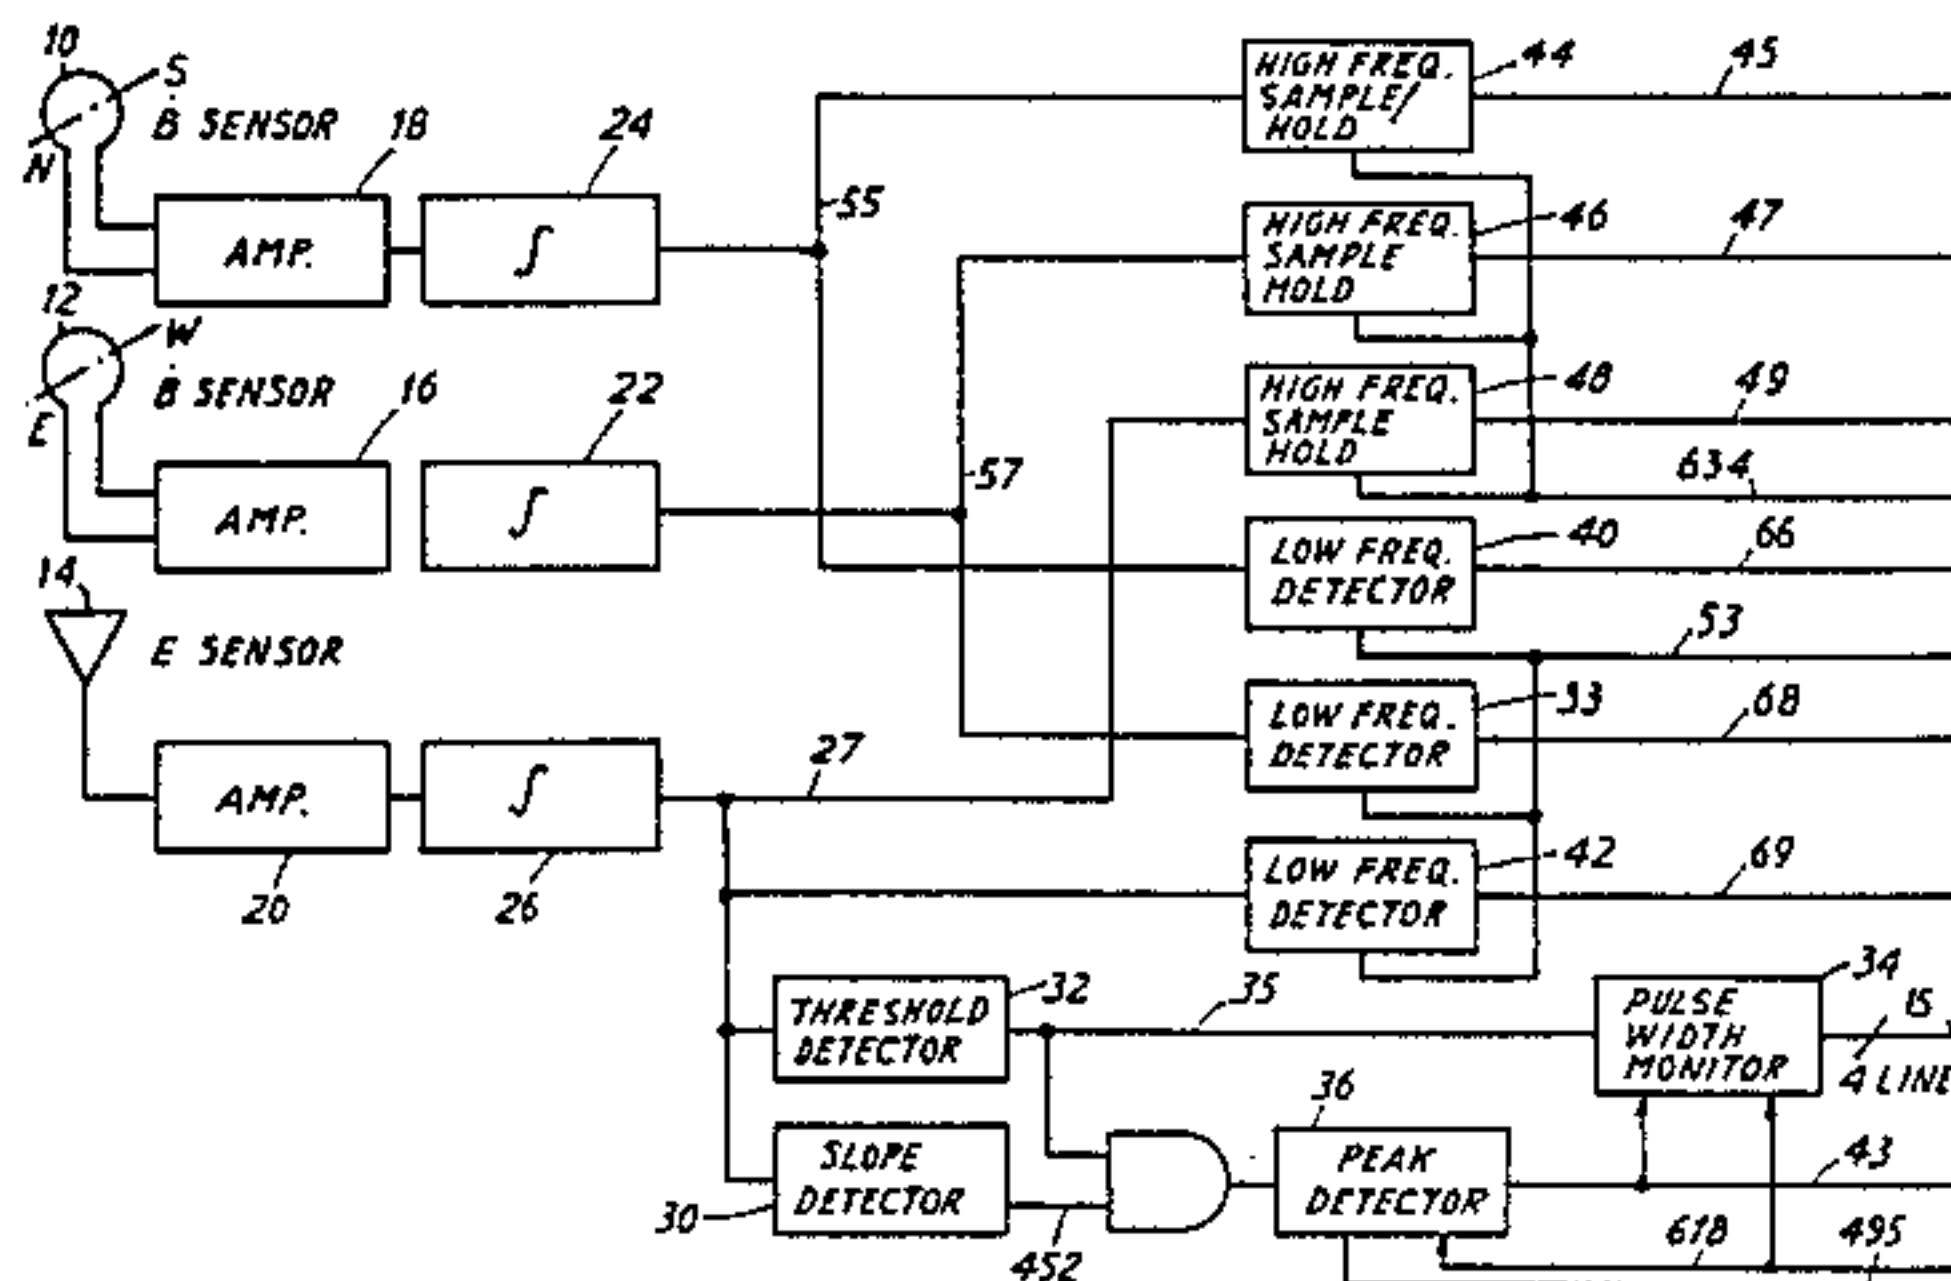 10
S
Ḃ SENSOR
N
18
24
AMP.
∫
55
HIGH FREQ.
SAMPLE/
HOLD
44
45
HIGH FREQ.
SAMPLE
HOLD
46
47
12
W
Ḃ SENSOR
E
16
22
AMP.
∫
57
HIGH FREQ.
SAMPLE
HOLD
48
49
634
LOW FREQ.
DETECTOR
40
66
53
14
E SENSOR
LOW FREQ.
DETECTOR
33
68
AMP.
∫
27
20
26
LOW FREQ.
DETECTOR
42
69
THRESHOLD
DETECTOR
32
35
PULSE
WIDTH
MONITOR
34
15
4 LINE
SLOPE
DETECTOR
30
452
36
PEAK
DETECTOR
43
618
495